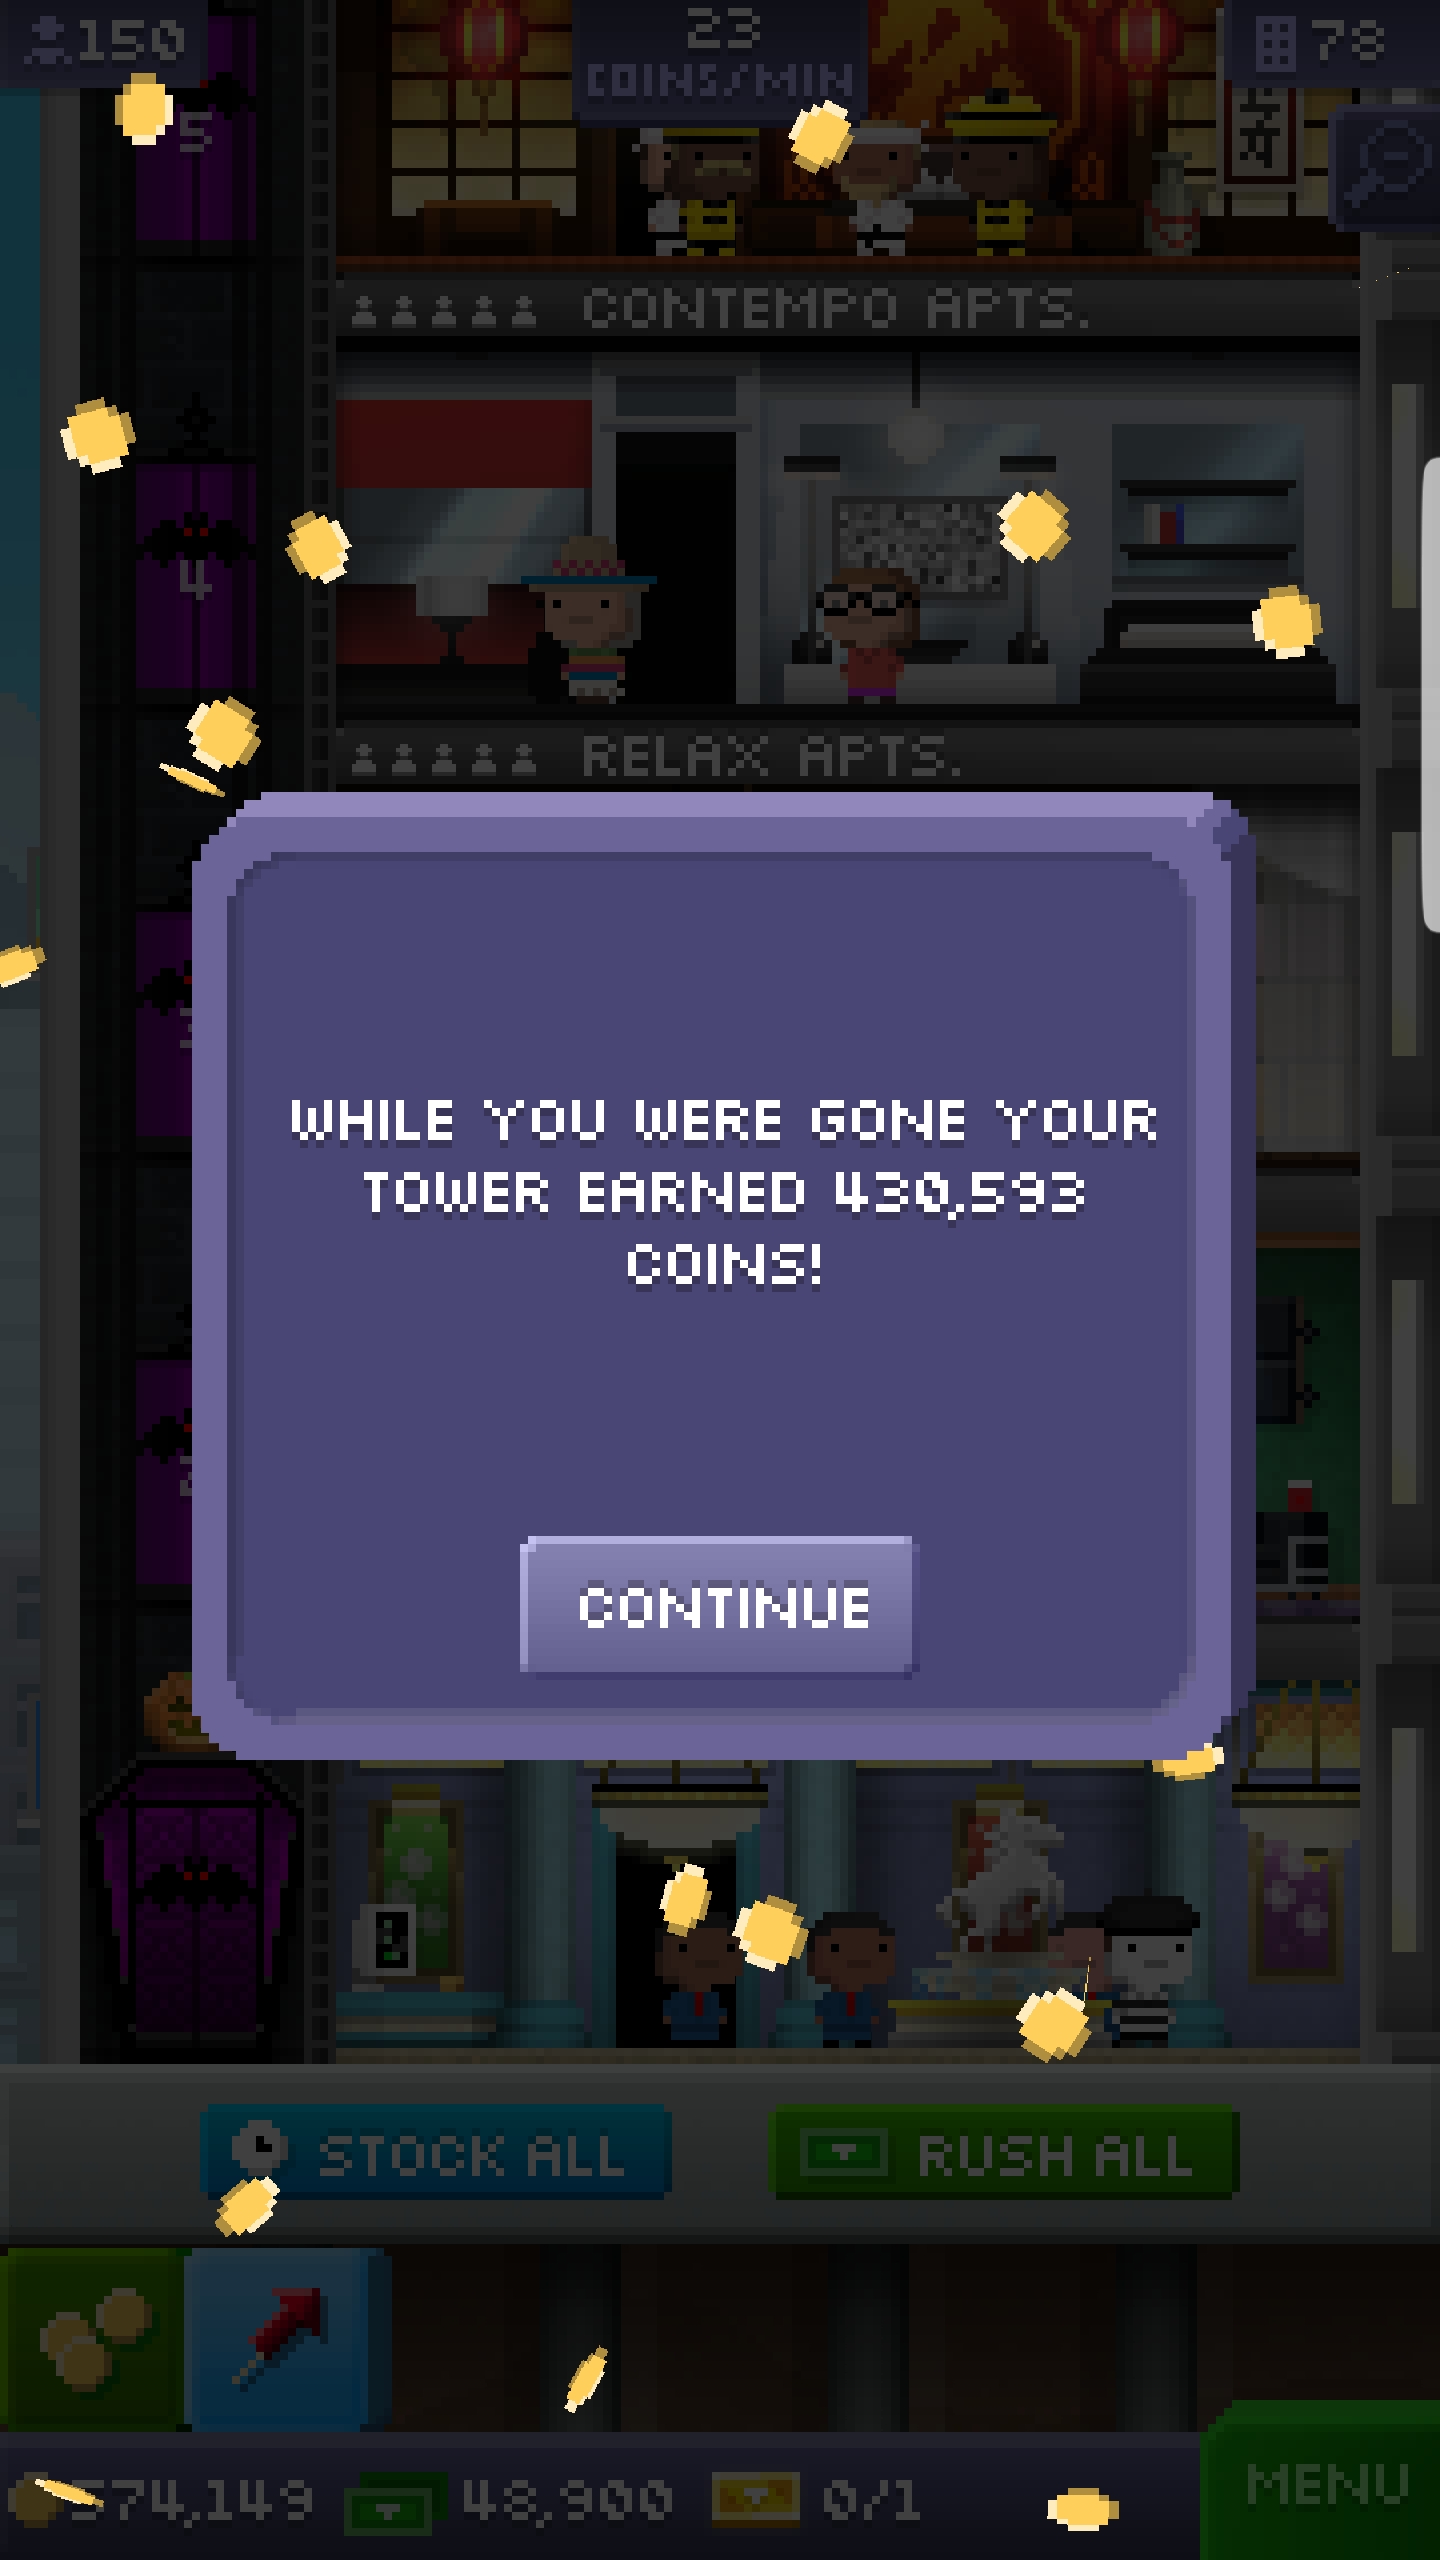 150
23
COINS/MIN
78
5
CONTEMPO APTS.
4
RELAX APTS.
WHILE YOU WERE GONE YOUR
TOWER EARNED 430,593
COINS!
CONTINUE
STOCK ALL
RUSH ALL
574,149
48,900
0/1
MENU